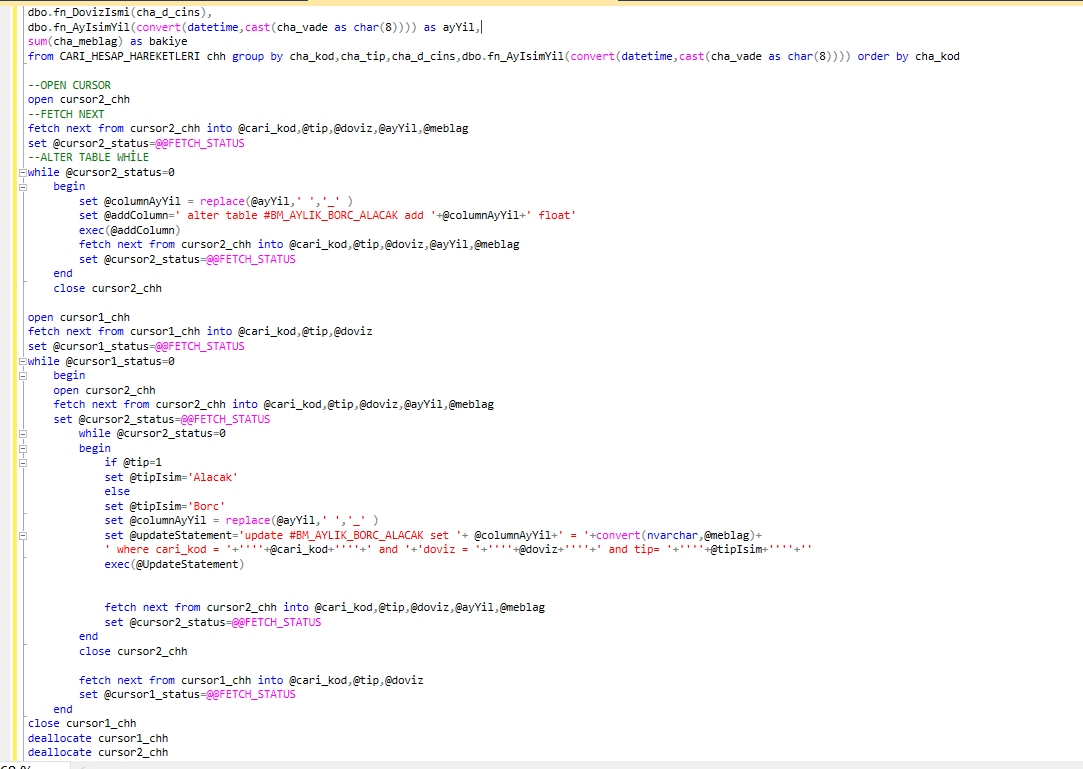 dbo.fn_DovizIsmi(cha_d_cins),
dbo.fn_AyIsimYil(convert(datetime,cast(cha_vade as char(8)))) as ayYil,
sum(cha_meblag) as bakiye
from CARI_HESAP_HAREKETLERI chh group by cha_kod,cha_tip,cha_d_cins,dbo.fn_AyIsimYil(convert(datetime,cast(cha_vade as char(8)))) order by cha_kod
--OPEN CURSOR
open cursor2_chh
--FETCH NEXT
fetch next from cursor2_chh into @cari_kod,@tip,@doviz,@ayYil,@meblag
set @cursor2_status=@@FETCH_STATUS
--ALTER TABLE WHİLE
while @cursor2_status=0
begin
set @columnAyYil = replace(@ayYil,' ','_' )
set @addColumn=' alter table #BM_AYLIK_BORC_ALACAK add '+@columnAyYil+' float'
exec(@addColumn)
fetch next from cursor2_chh into @cari_kod,@tip,@doviz,@ayYil,@meblag
set @cursor2_status=@@FETCH_STATUS
end
close cursor2_chh
open cursor1_chh
fetch next from cursor1_chh into @cari_kod,@tip,@doviz
set @cursor1_status=@@FETCH_STATUS
while @cursor1_status=0
begin
open cursor2_chh
fetch next from cursor2_chh into @cari_kod,@tip,@doviz,@ayYil,@meblag
set @cursor2_status=@@FETCH_STATUS
while @cursor2_status=0
begin
if @tip=1
set @tipIsim='Alacak'
else
set @tipIsim='Borc'
set @columnAyYil = replace(@ayYil,' ','_' )
set @updateStatement='update #BM_AYLIK_BORC_ALACAK set '+ @columnAyYil+' = '+convert(nvarchar,@meblag)+
' where cari_kod = '+''''+@cari_kod+''''+' and '+'doviz = '+''''+@doviz+''''+' and tip= '+''''+@tipIsim+''''+''
exec(@UpdateStatement)
fetch next from cursor2_chh into @cari_kod,@tip,@doviz,@ayYil,@meblag
set @cursor2_status=@@FETCH_STATUS
end
close cursor2_chh
fetch next from cursor1_chh into @cari_kod,@tip,@doviz
set @cursor1_status=@@FETCH_STATUS
end
close cursor1_chh
deallocate cursor1_chh
deallocate cursor2_chh